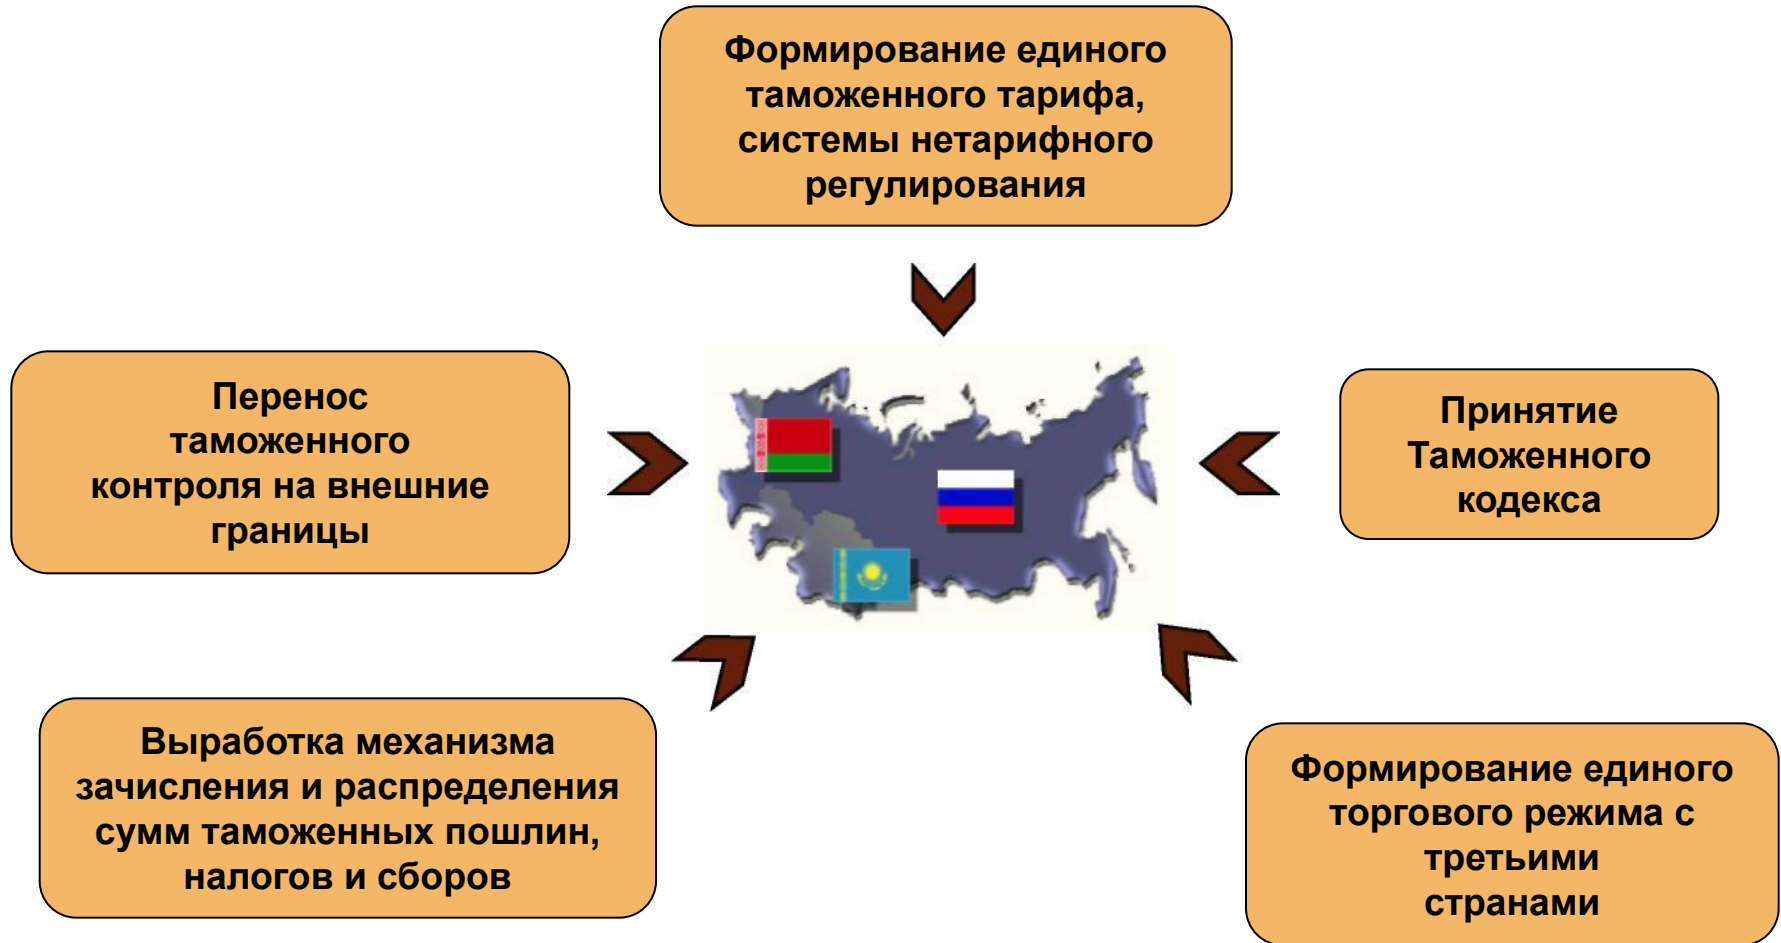 Формирование единого
таможенного тарифа,
системы нетарифного
регулирования
Перенос
таможенного
контроля на внешние
границы
Принятие
Таможенного
кодекса
Выработка механизма
зачисления и распределения
сумм таможенных пошлин,
налогов и сборов
Формирование единого
торгового режима с
третьими
странами